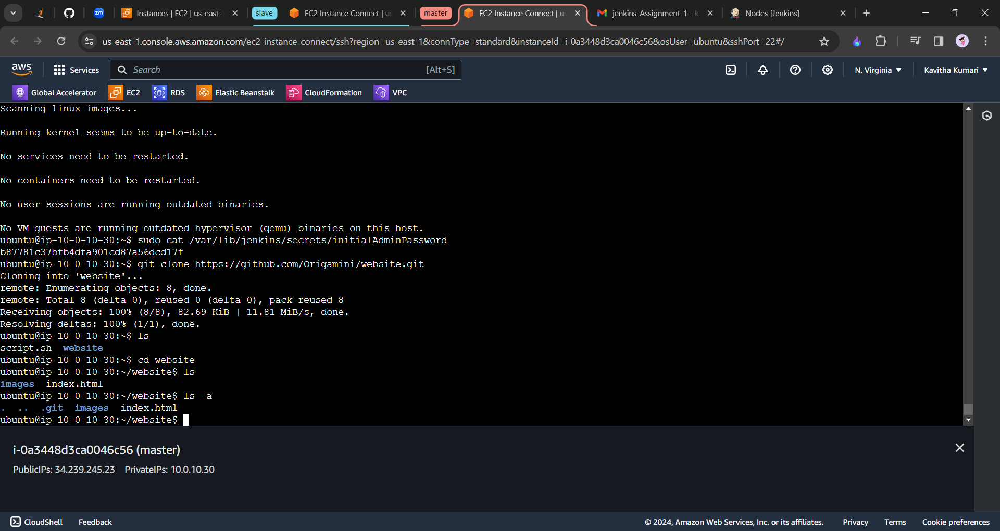 zm
Instances | EC2 | us-east-
slave
EC2 Instance Connect | us
master
EC2 Instance Connect | us
jenkins-Assignment-1 - k
Nodes [Jenkins]
us-east-1.console.aws.amazon.com/ec2-instance-connect/ssh?region=us-east-1&connType=standard&instanceId=i-0a3448d3ca0046c56&osUser=ubuntu&sshPort=22#/
aws
Services
Search
[Alt+S]
N. Virginia
Kavitha Kumari
Global Accelerator
EC2
RDS
Elastic Beanstalk
CloudFormation
VPC
Scanning linux images...
Running kernel seems to be up-to-date.
No services need to be restarted.
No containers need to be restarted.
No user sessions are running outdated binaries.
No VM guests are running outdated hypervisor (qemu) binaries on this host.
ubuntu@ip-10-0-10-30:~$ sudo cat /var/lib/jenkins/secrets/initialAdminPassword
b87781c37bfb4dfa901cd87a56dcd17f
ubuntu@ip-10-0-10-30:~$ git clone https://github.com/Origamini/website.git
Cloning into 'website'...
remote: Enumerating objects: 8, done.
remote: Total 8 (delta 0), reused 0 (delta 0), pack-reused 8
Receiving objects: 100% (8/8), 82.69 KiB | 11.81 MiB/s, done.
Resolving deltas: 100% (1/1), done.
ubuntu@ip-10-0-10-30:~$ ls
script.sh  website
ubuntu@ip-10-0-10-30:~$ cd website
ubuntu@ip-10-0-10-30:~/website$ ls
images  index.html
ubuntu@ip-10-0-10-30:~/website$ ls -a
.  ..  .git  images  index.html
ubuntu@ip-10-0-10-30:~/website$
i-0a3448d3ca0046c56 (master)
PublicIPs: 34.239.245.23  PrivateIPs: 10.0.10.30
CloudShell
Feedback
© 2024, Amazon Web Services, Inc. or its affiliates.
Privacy
Terms
Cookie preferences